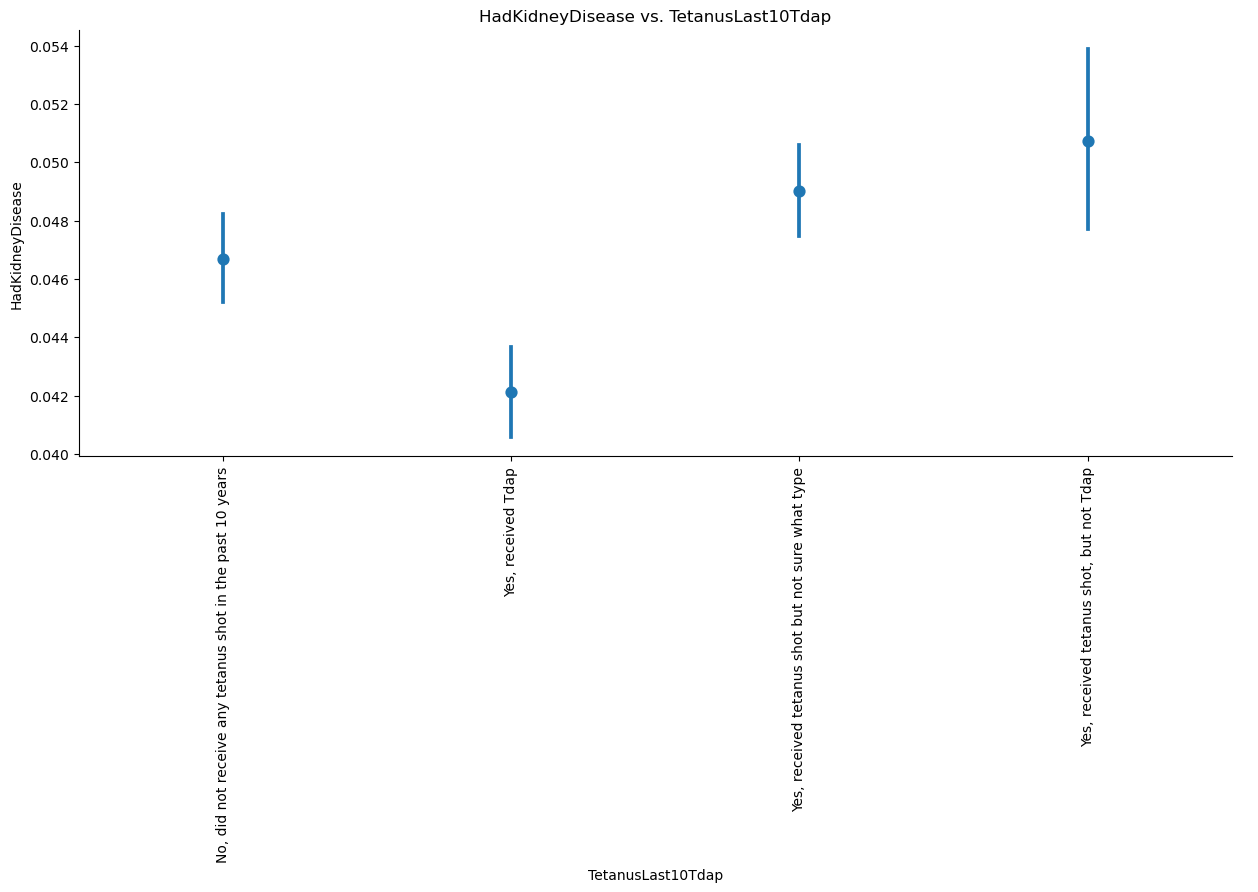 HadKidneyDisease vs. TetanusLast10Tdap
0.054
0.052
0.050
0.048
0.046
0.044
0.042
0.040
HadKidneyDisease
No, did not receive any tetanus shot in the past 10 years
Yes, received Tdap
Yes, received tetanus shot but not sure what type
Yes, received tetanus shot, but not Tdap
TetanusLast10Tdap